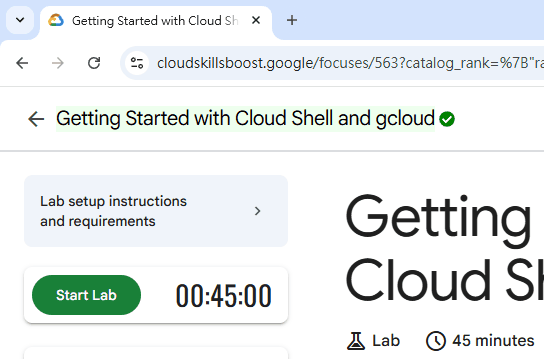 Getting Started with Cloud Sh
cloudskillsboost.google/focuses/563?catalog_rank=%7B"ra
Getting Started with Cloud Shell and gcloud
Lab setup instructions
and requirements
Start Lab
00:45:00
Getting
Cloud Sh
Lab
45 minutes